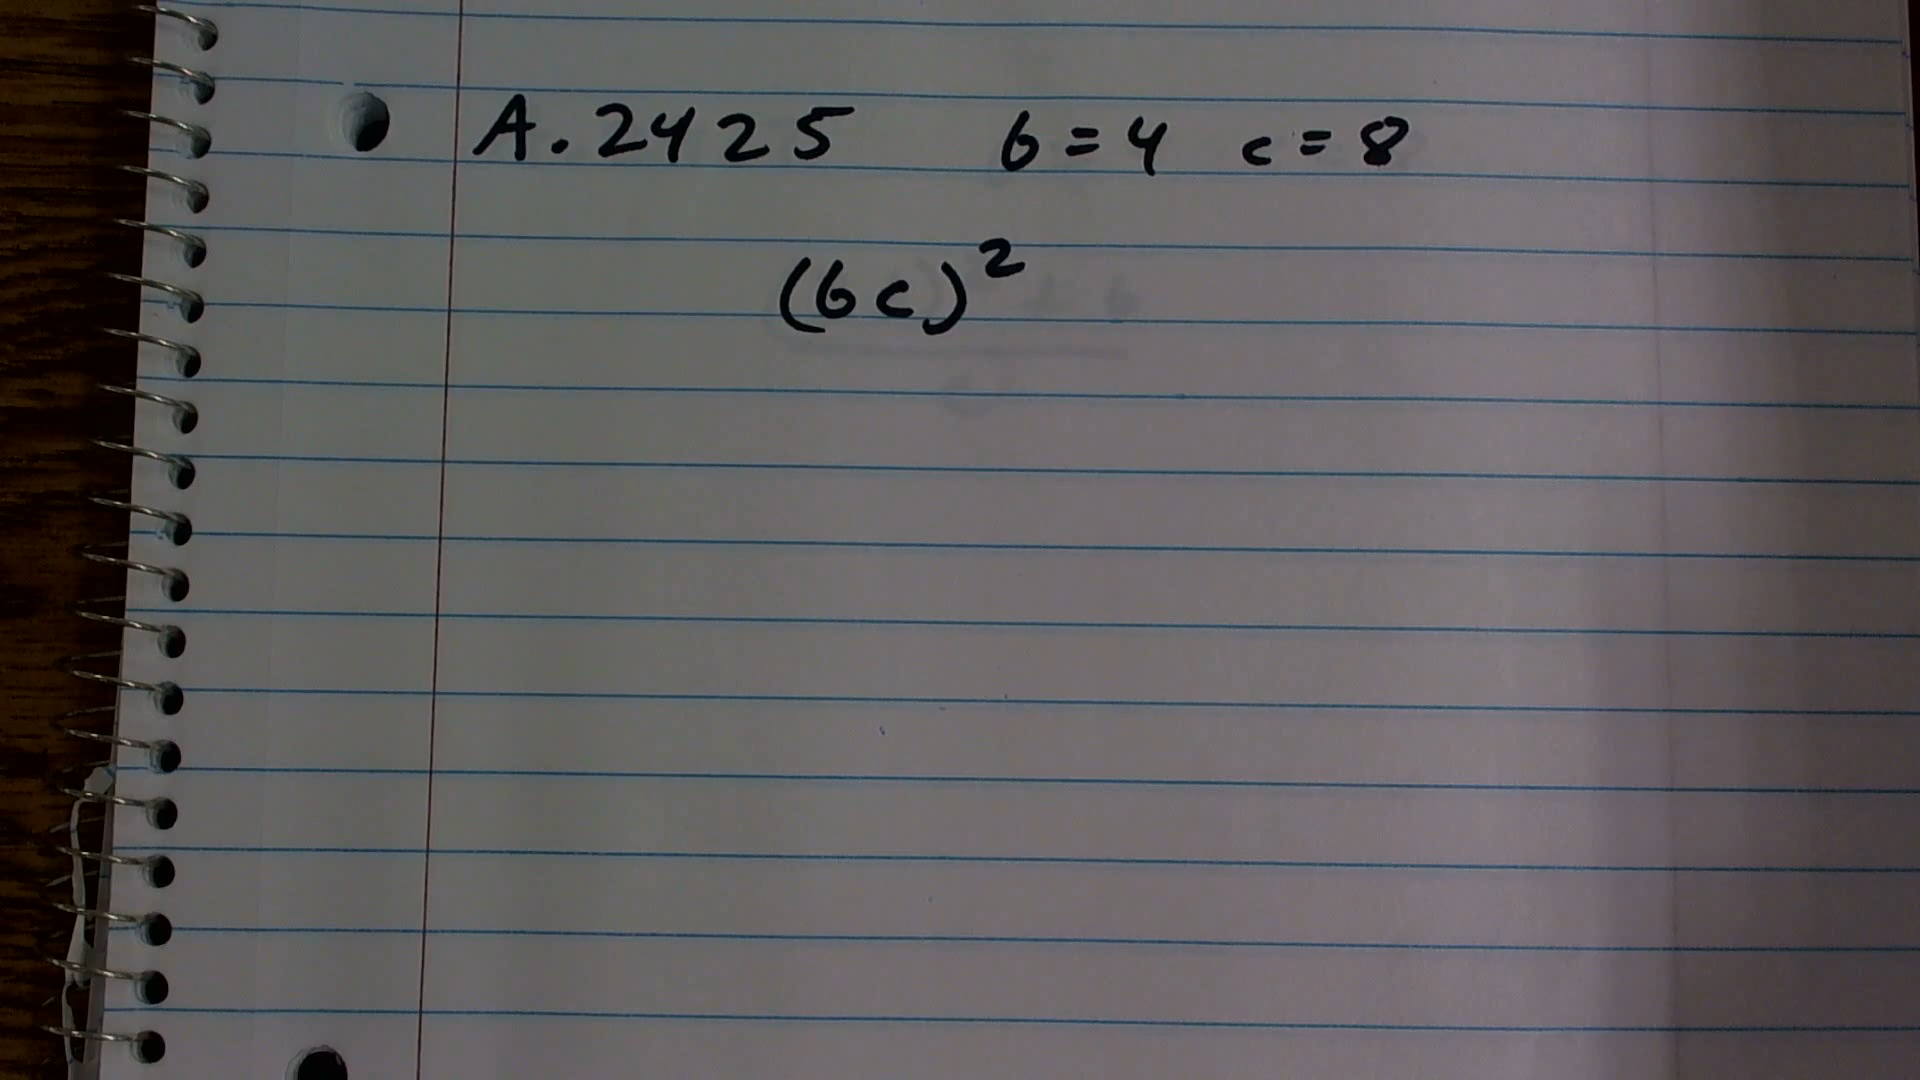 A. 2425 b = 4 c = 8
(bc)²